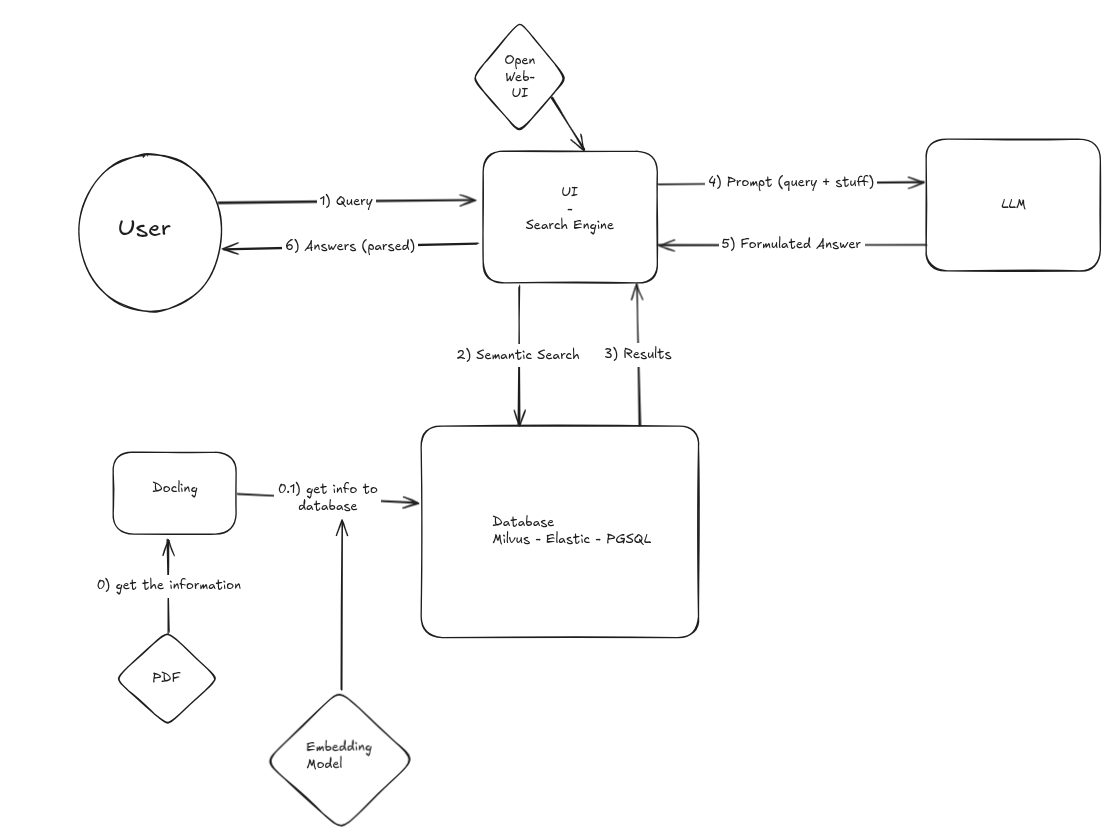 Open
Web-
UI
User
1) Query
6) Answers (parsed)
UI
-
Search Engine
4) Prompt (query + stuff)
5) Formulated Answer
LLM
2) Semantic Search
3) Results
Docling
0.1) get info to
database
Database
Milvus - Elastic - PGSQL
0) get the information
PDF
Embedding
Model